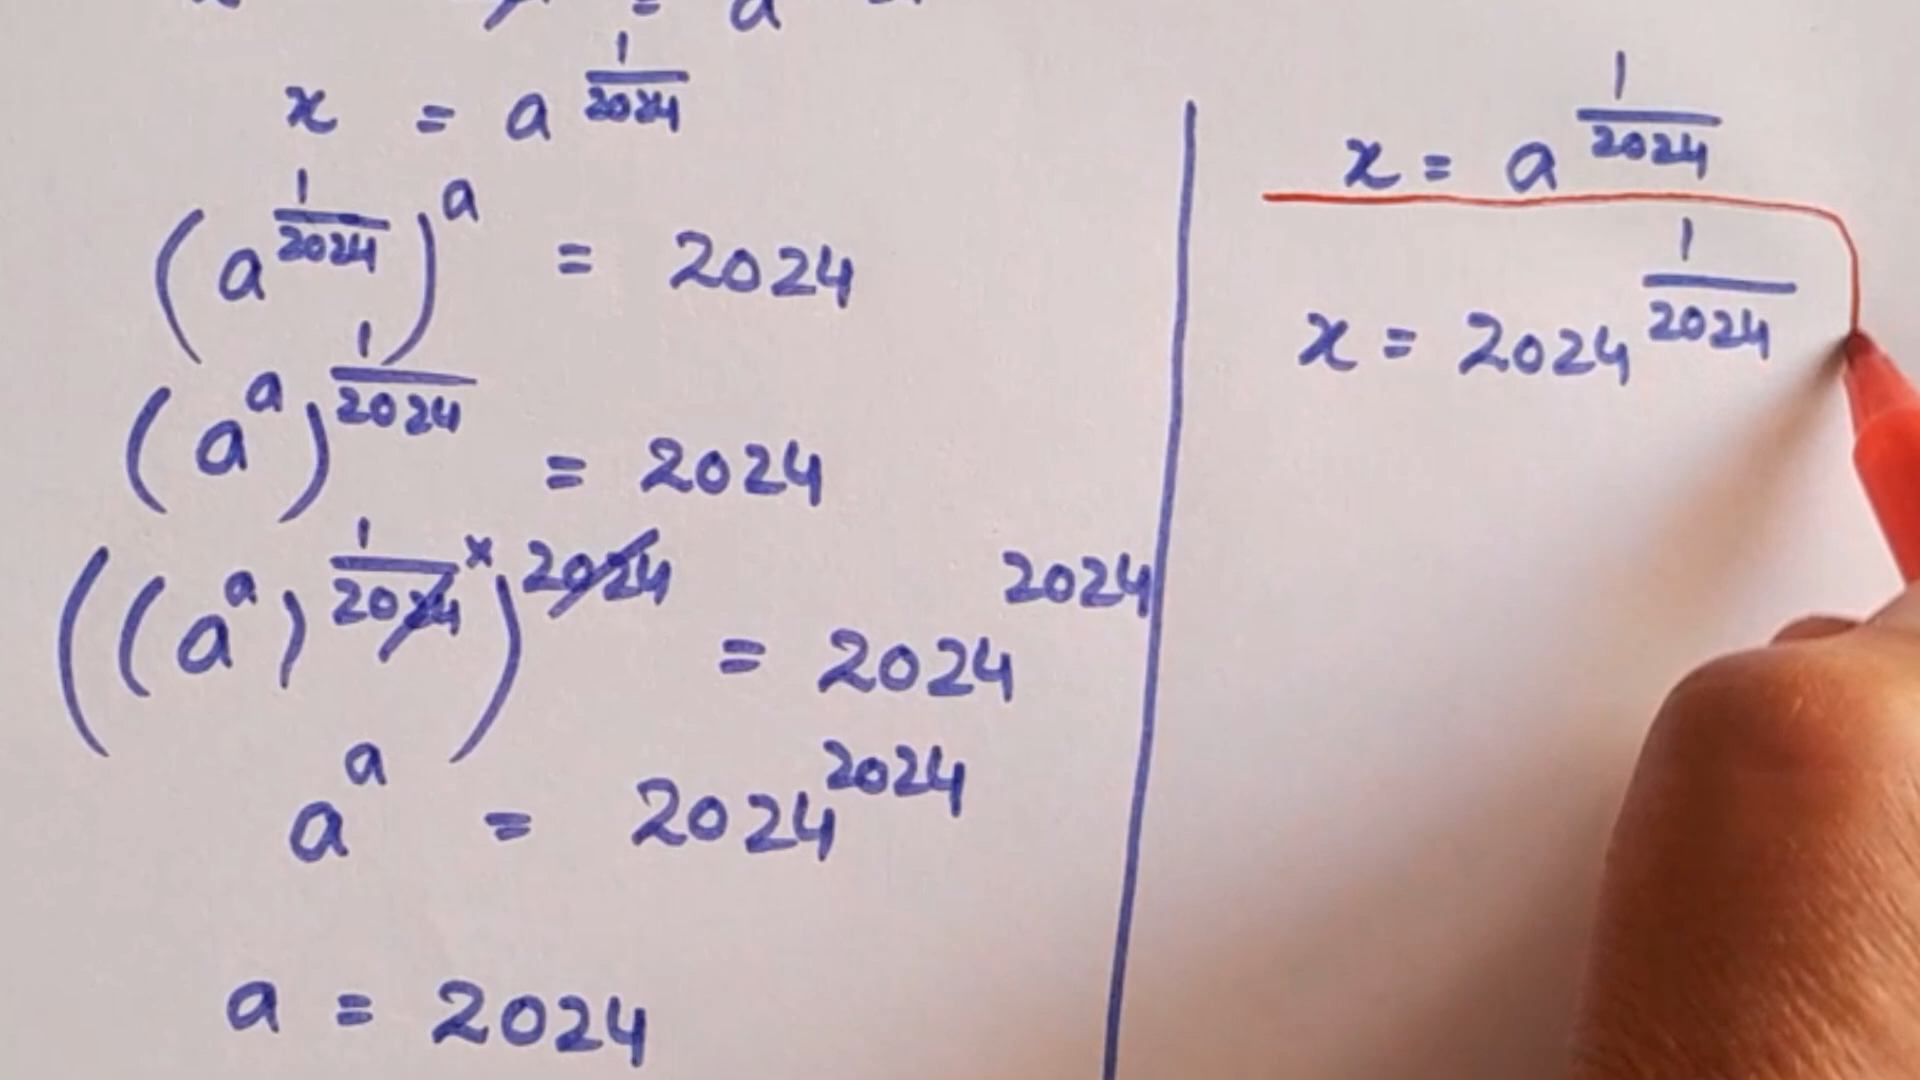 x = a^(1/2024)
(a^(1/2024))^a = 2024
(a^a)^(1/2024) = 2024
((a^a)^(1/2024 ×))^2024 = 2024^2024
a^a = 2024^2024
a = 2024
x = a^(1/2024)
x = 2024^(1/2024)